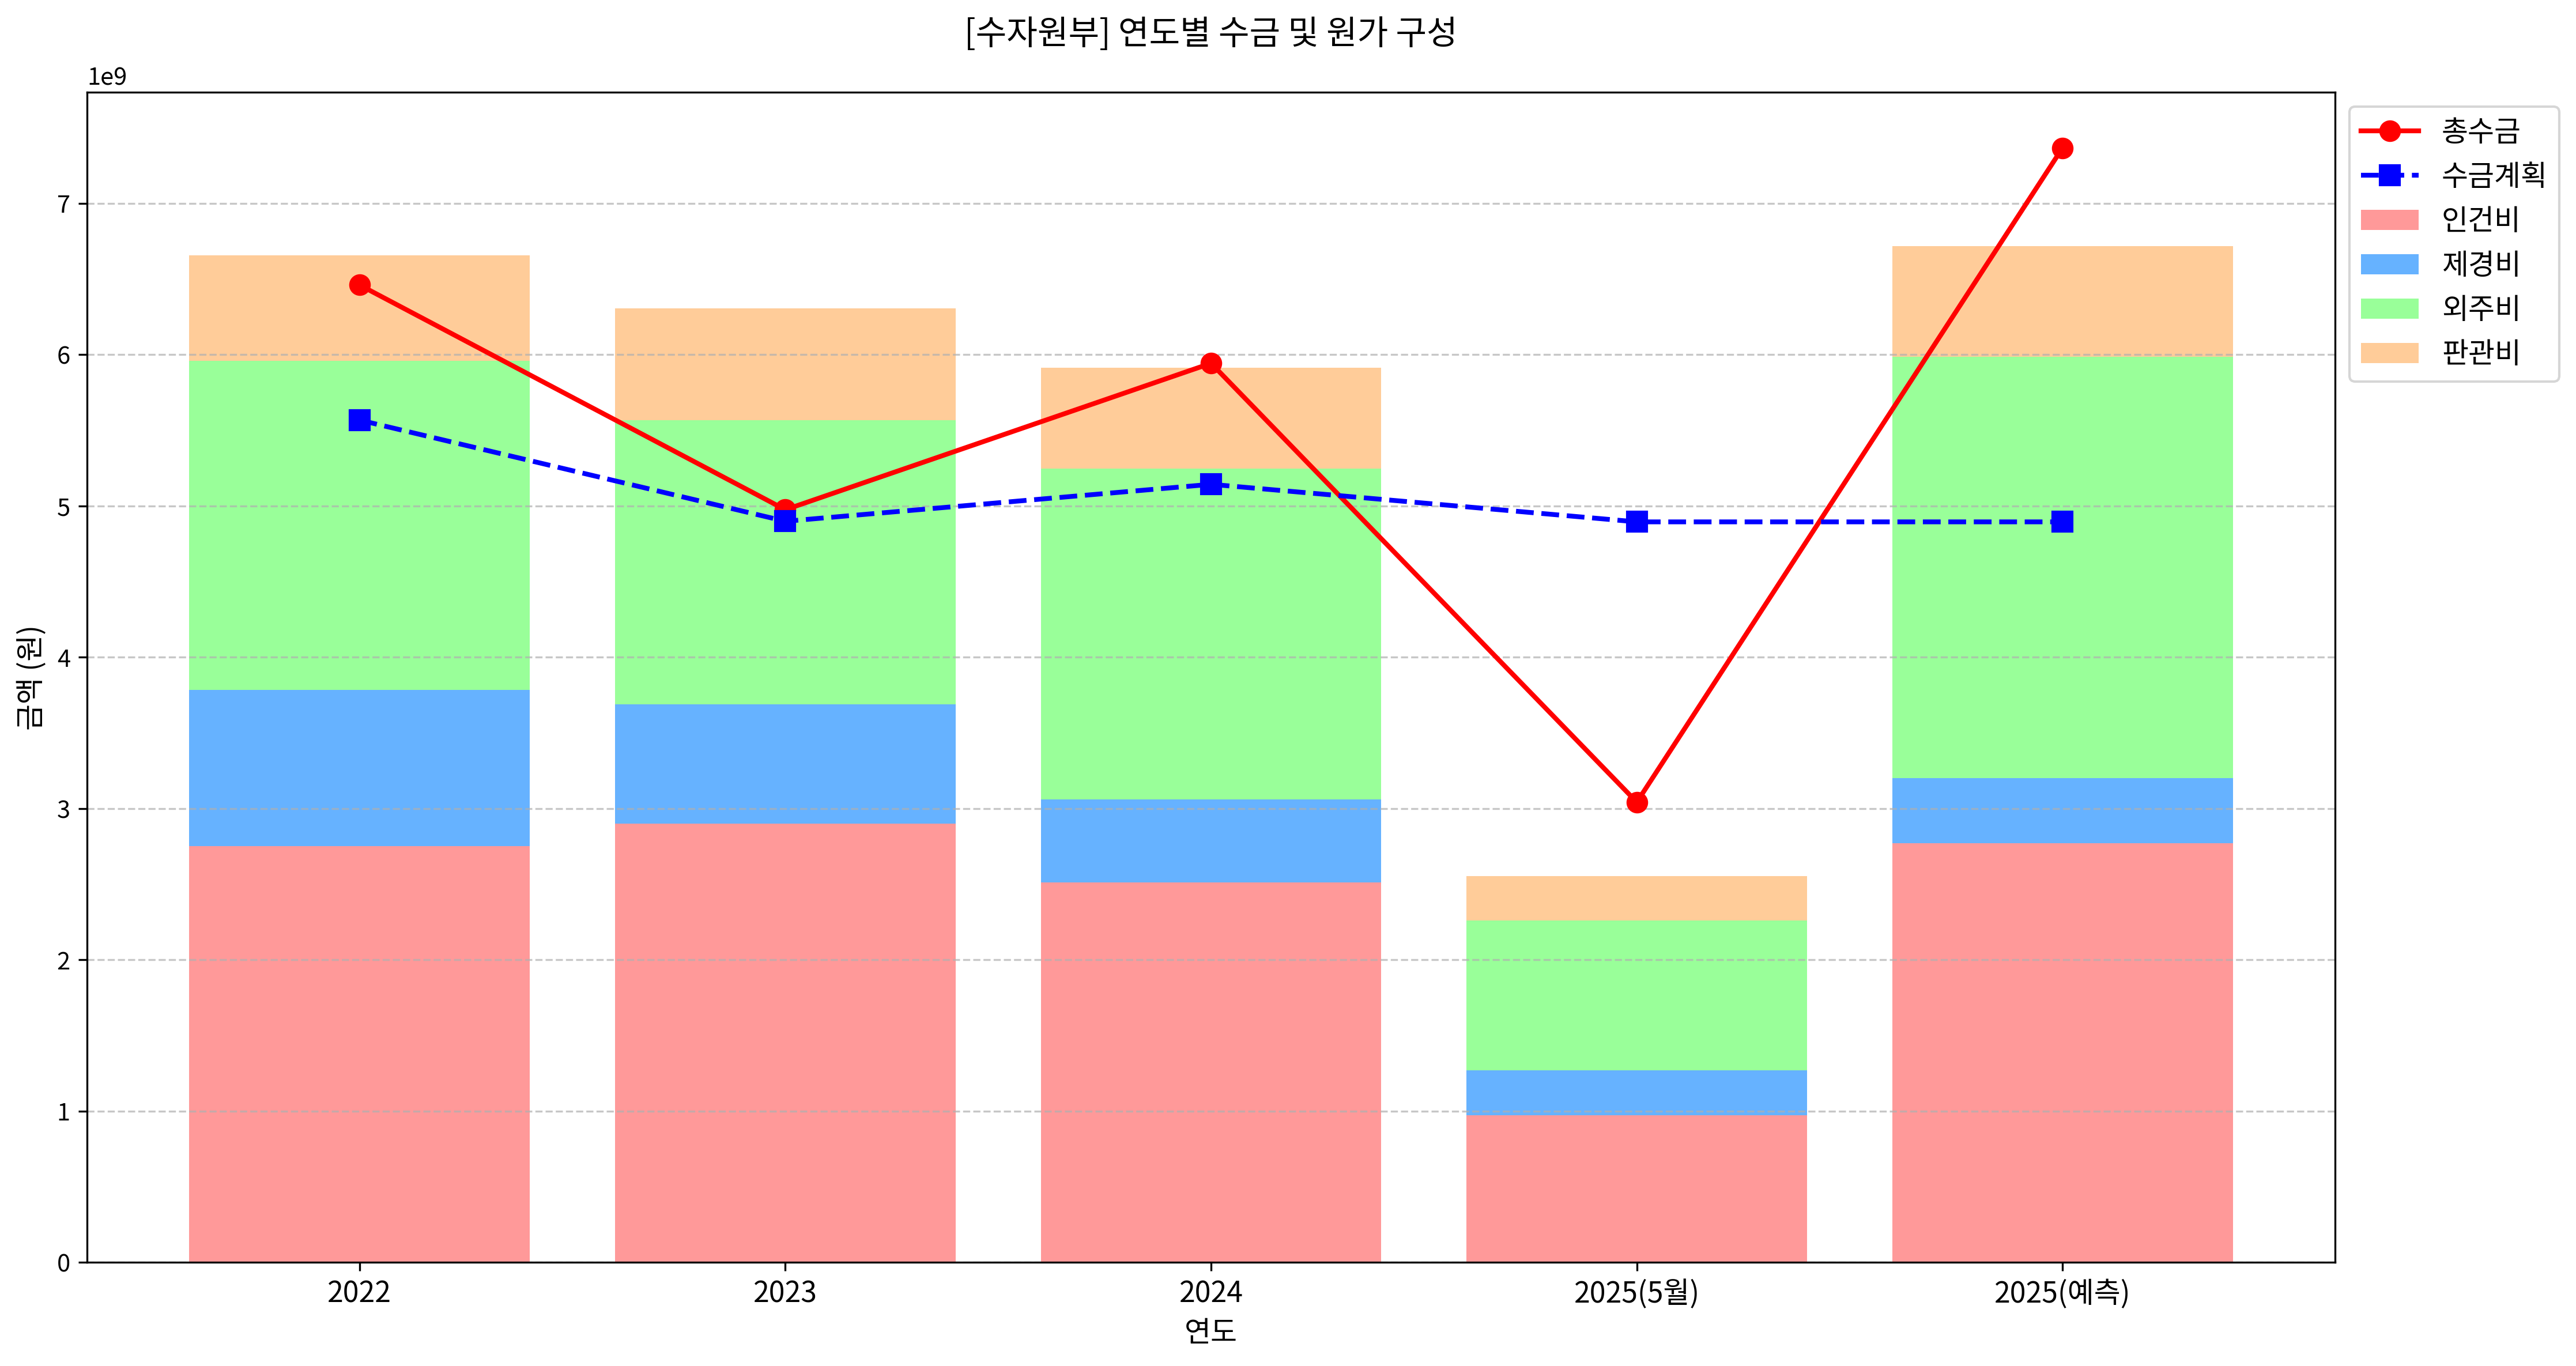 [수자원부] 연도별 수금 및 원가 구성
1e9
총수금
수금계획
인건비
제경비
외주비
판관비
7
6
5
4
3
2
1
0
금액 (원)
2022
2023
2024
2025(5월)
2025(예측)
연도